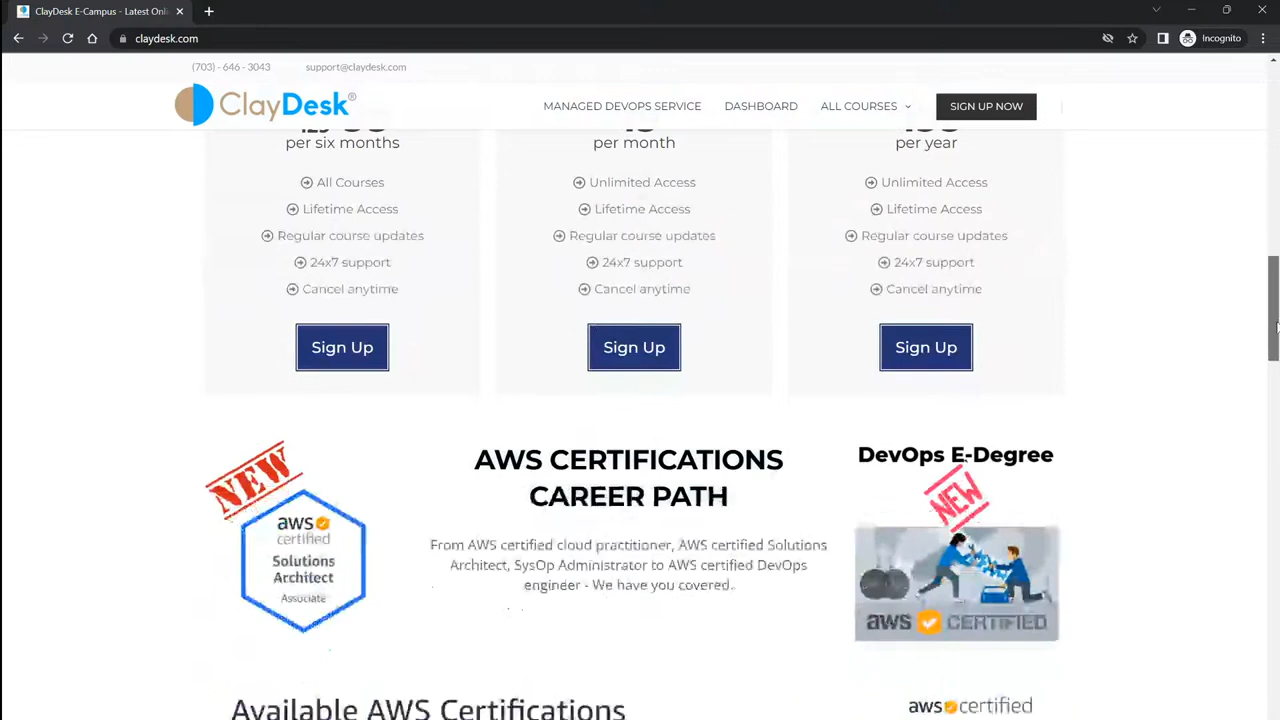 ClayDesk E-Campus - Latest Onl
claydesk.com
Incognito
(703) - 646 - 3043 support@claydesk.com
ClayDesk®
MANAGED DEVOPS SERVICE DASHBOARD ALL COURSES SIGN UP NOW
per six months
All Courses
Lifetime Access
Regular course updates
24x7 support
Cancel anytime
Sign Up
per month
Unlimited Access
Lifetime Access
Regular course updates
24x7 support
Cancel anytime
Sign Up
per year
Unlimited Access
Lifetime Access
Regular course updates
24x7 support
Cancel anytime
Sign Up
NEW
aws
certified
Solutions
Architect
Associate
AWS CERTIFICATIONS
CAREER PATH
From AWS certified cloud practitioner, AWS certified Solutions
Architect, SysOp Administrator to AWS certified DevOps
engineer - We have you covered.
DevOps E-Degree
NEW
aws CERTIFIED
Available AWS Certifications
aws certified